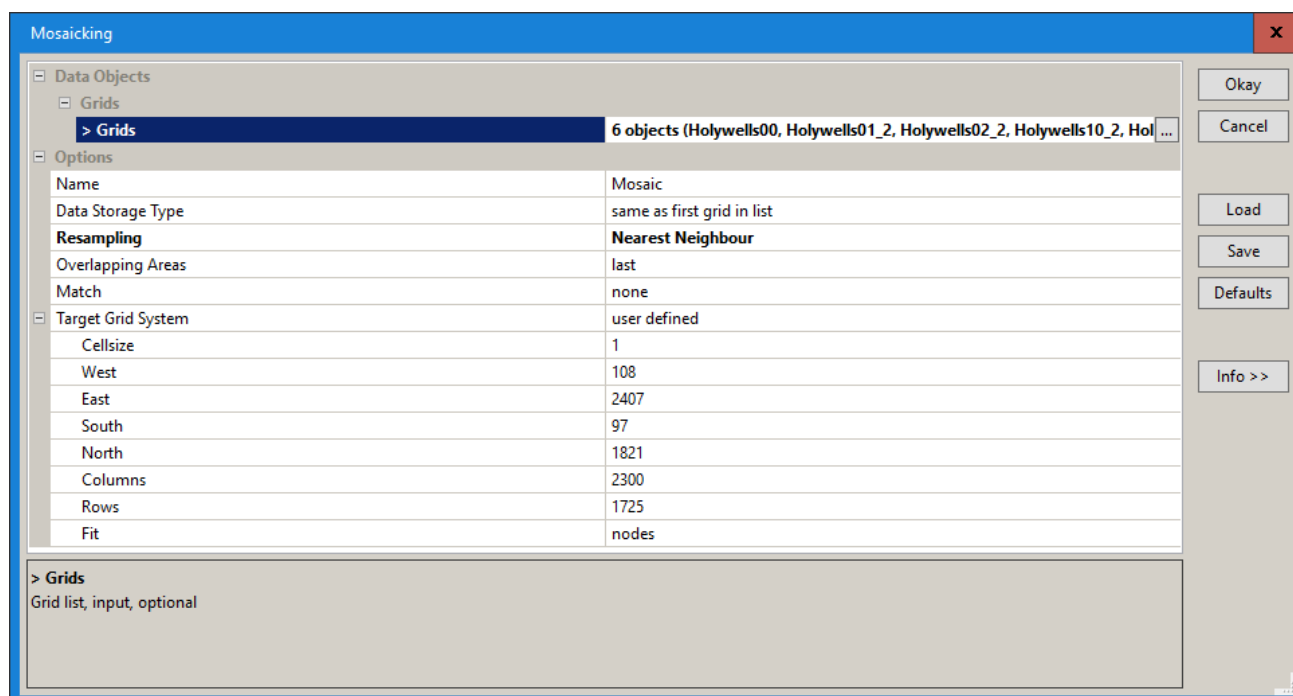 Mosaicking x
Data Objects
Okay
Grids
> Grids 6 objects (Holywells00, Holywells01_2, Holywells02_2, Holywells10_2, Hol ...
Cancel
Options
Name Mosaic
Data Storage Type same as first grid in list
Load
Resampling Nearest Neighbour
Save
Overlapping Areas last
Match none
Defaults
Target Grid System user defined
Cellsize 1
West 108
Info >>
East 2407
South 97
North 1821
Columns 2300
Rows 1725
Fit nodes
> Grids
Grid list, input, optional